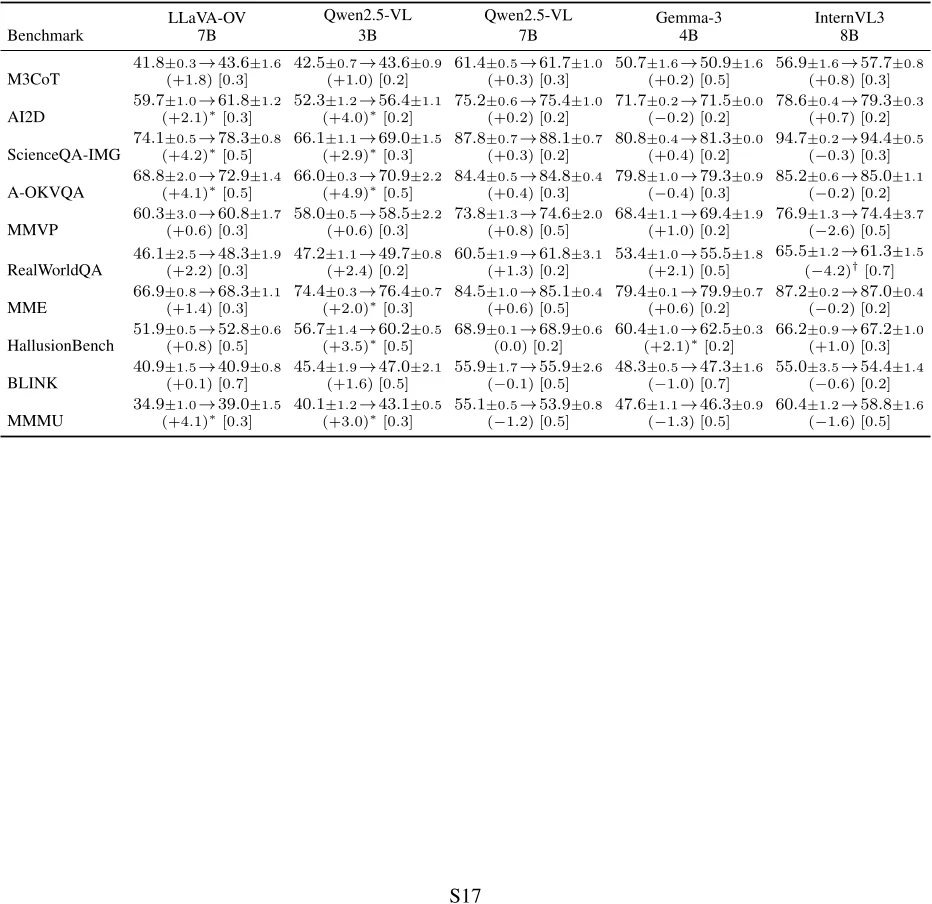 Benchmark LLaVA-OV 7B Qwen2.5-VL 3B Qwen2.5-VL 7B Gemma-3 4B InternVL3 8B
41.8±0.3→43.6±1.6 42.5±0.7→43.6±0.9 61.4±0.5→61.7±1.0 50.7±1.6→50.9±1.6 56.9±1.6→57.7±0.8
M3CoT (+1.8) [0.3] (+1.0) [0.2] (+0.3) [0.3] (+0.2) [0.5] (+0.8) [0.3]
59.7±1.0→61.8±1.2 52.3±1.2→56.4±1.1 75.2±0.6→75.4±1.0 71.7±0.2→71.5±0.0 78.6±0.4→79.3±0.3
AI2D (+2.1)* [0.3] (+4.0)* [0.2] (+0.2) [0.2] (−0.2) [0.2] (+0.7) [0.2]
74.1±0.5→78.3±0.8 66.1±1.1→69.0±1.5 87.8±0.7→88.1±0.7 80.8±0.4→81.3±0.0 94.7±0.2→94.4±0.5
ScienceQA-IMG (+4.2)* [0.5] (+2.9)* [0.3] (+0.3) [0.2] (+0.4) [0.2] (−0.3) [0.3]
68.8±2.0→72.9±1.4 66.0±0.3→70.9±2.2 84.4±0.5→84.8±0.4 79.8±1.0→79.3±0.9 85.2±0.6→85.0±1.1
A-OKVQA (+4.1)* [0.5] (+4.9)* [0.5] (+0.4) [0.3] (−0.4) [0.3] (−0.2) [0.2]
60.3±3.0→60.8±1.7 58.0±0.5→58.5±2.2 73.8±1.3→74.6±2.0 68.4±1.1→69.4±1.9 76.9±1.3→74.4±3.7
MMVP (+0.6) [0.3] (+0.6) [0.3] (+0.8) [0.5] (+1.0) [0.2] (−2.6) [0.5]
46.1±2.5→48.3±1.9 47.2±1.1→49.7±0.8 60.5±1.9→61.8±3.1 53.4±1.0→55.5±1.8 65.5±1.2→61.3±1.5
RealWorldQA (+2.2) [0.3] (+2.4) [0.2] (+1.3) [0.2] (+2.1) [0.5] (−4.2)† [0.7]
66.9±0.8→68.3±1.1 74.4±0.3→76.4±0.7 84.5±1.0→85.1±0.4 79.4±0.1→79.9±0.7 87.2±0.2→87.0±0.4
MME (+1.4) [0.3] (+2.0)* [0.3] (+0.6) [0.5] (+0.6) [0.2] (−0.2) [0.2]
51.9±0.5→52.8±0.6 56.7±1.4→60.2±0.5 68.9±0.1→68.9±0.6 60.4±1.0→62.5±0.3 66.2±0.9→67.2±1.0
HallusionBench (+0.8) [0.5] (+3.5)* [0.5] (0.0) [0.2] (+2.1)* [0.2] (+1.0) [0.3]
40.9±1.5→40.9±0.8 45.4±1.9→47.0±2.1 55.9±1.7→55.9±2.6 48.3±0.5→47.3±1.6 55.0±3.5→54.4±1.4
BLINK (+0.1) [0.7] (+1.6) [0.5] (−0.1) [0.5] (−1.0) [0.7] (−0.6) [0.2]
34.9±1.0→39.0±1.5 40.1±1.2→43.1±0.5 55.1±0.5→53.9±0.8 47.6±1.1→46.3±0.9 60.4±1.2→58.8±1.6
MMMU (+4.1)* [0.3] (+3.0)* [0.3] (−1.2) [0.5] (−1.3) [0.5] (−1.6) [0.5]
S17